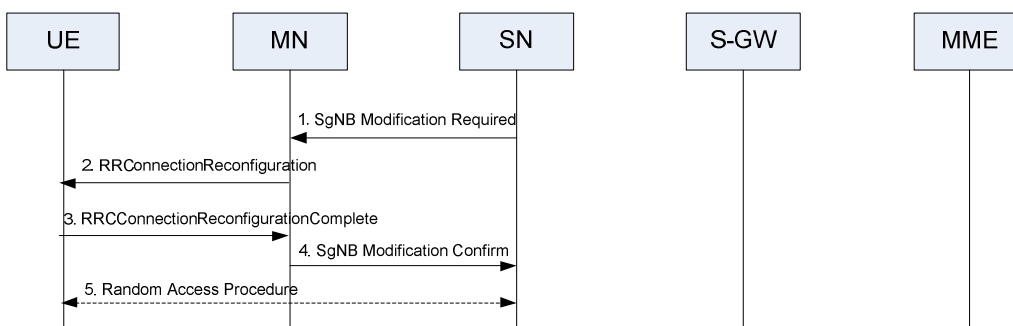 UE
MN
SN
S-GW
MME
1. SgNB Modification Required
2. RRConnectionReconfiguration
3. RRCConnectionReconfigurationComplete
4. SgNB Modification Confirm
5. Random Access Procedure